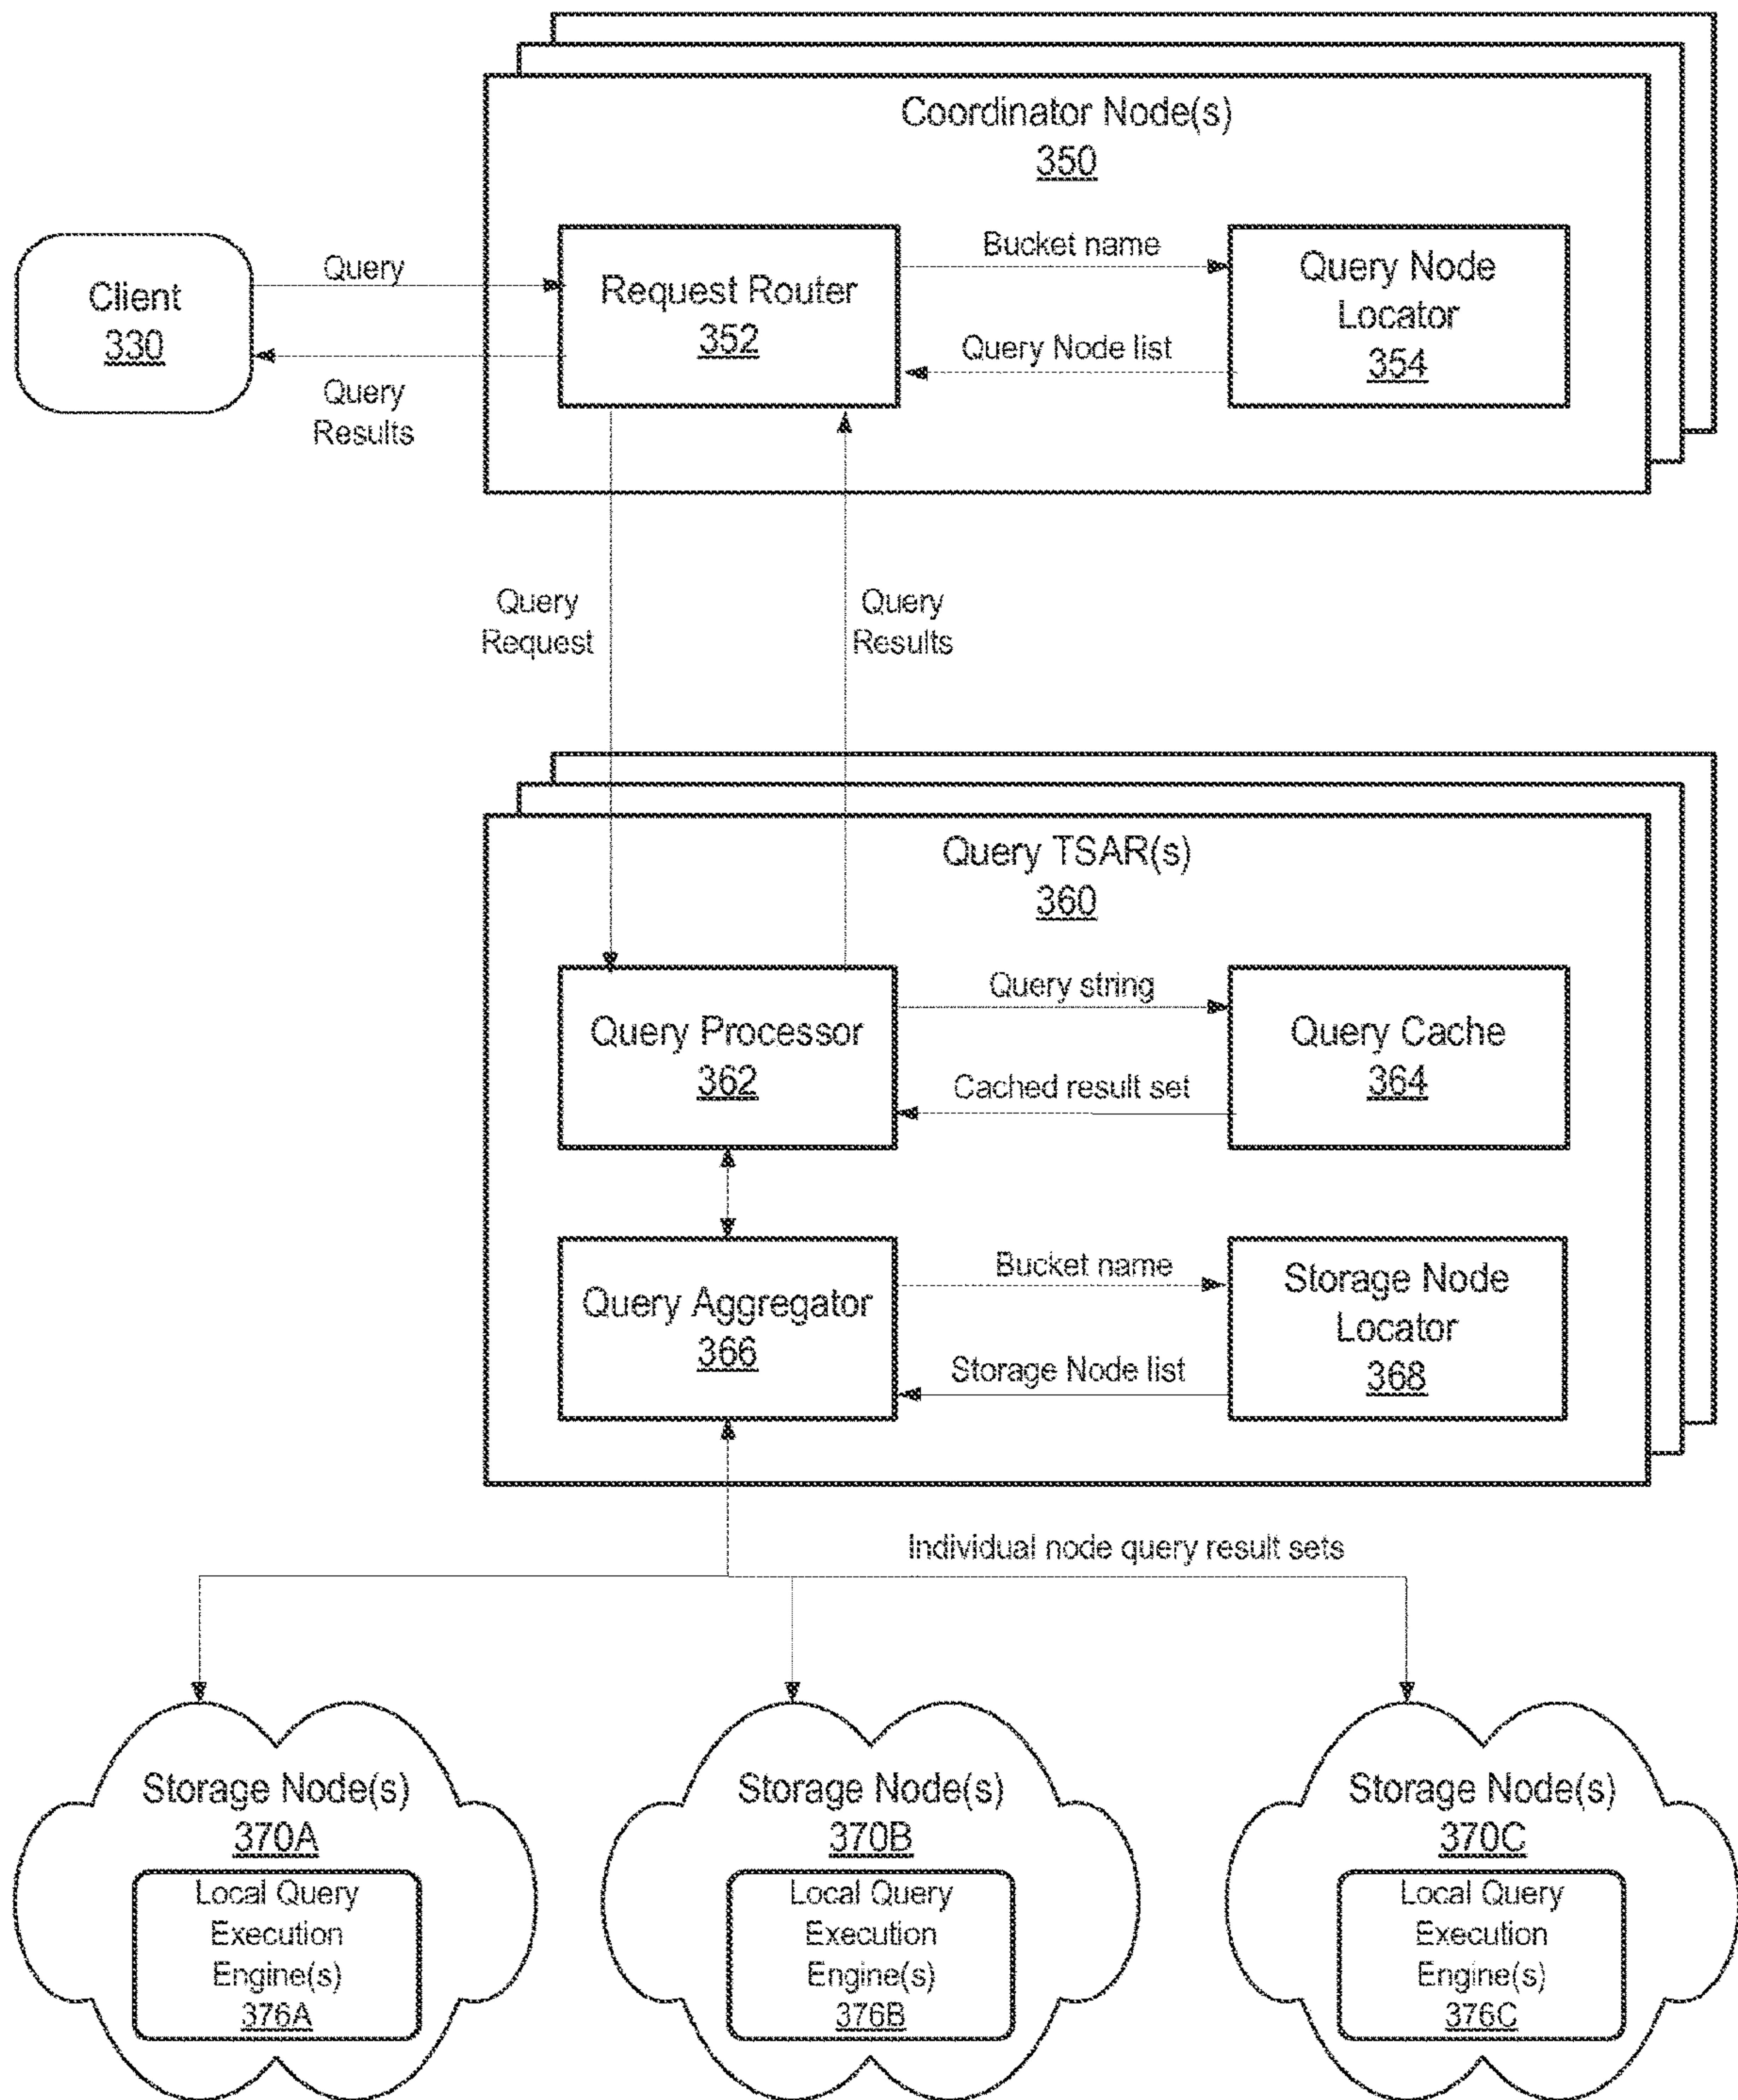 Coordinator Node(s)
350
Client
330
Query
Query
Results
Request Router
352
Bucket name
Query Node list
Query Node
Locator
354
Query
Request
Query
Results
Query TSAR(s)
360
Query Processor
362
Query string
Cached result set
Query Cache
364
Query Aggregator
366
Bucket name
Storage Node list
Storage Node
Locator
368
Individual node query result sets
Storage Node(s)
370A
Local Query
Execution
Engine(s)
376A
Storage Node(s)
370B
Local Query
Execution
Engine(s)
376B
Storage Node(s)
370C
Local Query
Execution
Engine(s)
376C